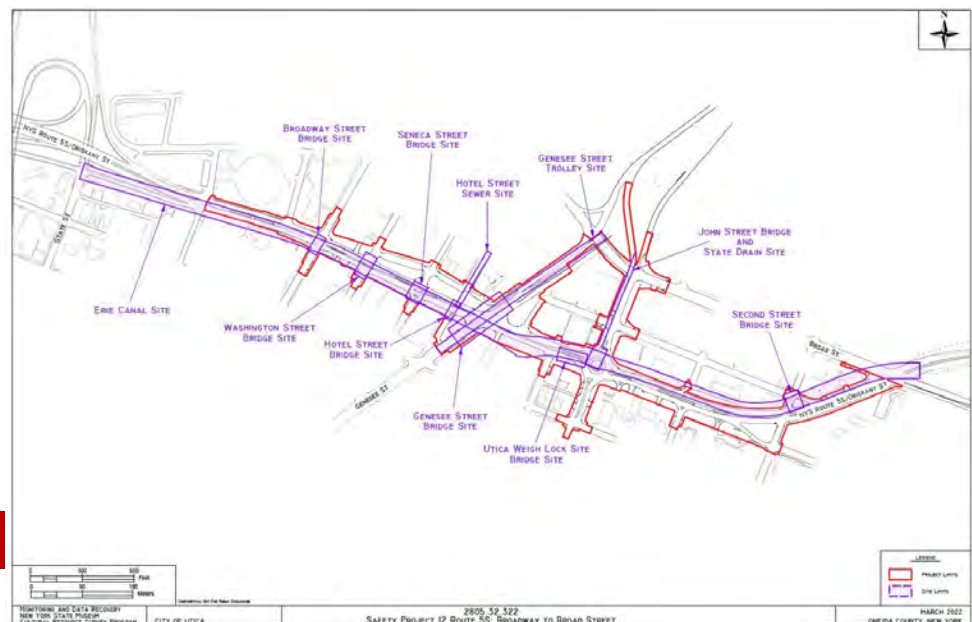 N
NYS ROUTE 5S/ORISKANY ST
STATE ST
BROADWAY STREET
BRIDGE SITE
SENECA STREET
BRIDGE SITE
HOTEL STREET
SEWER SITE
GENESEE STREET
TROLLEY SITE
JOHN STREET BRIDGE
AND
STATE DRAIN SITE
SECOND STREET
BRIDGE SITE
ERIE CANAL SITE
WASHINGTON STREET
BRIDGE SITE
HOTEL STREET
BRIDGE SITE
GENESEE ST
GENESEE STREET
BRIDGE SITE
UTICA WEIGH LOCK SITE
BRIDGE SITE
BROAD ST
NYS ROUTE 5S/ORISKANY ST
LEGEND
PROJECT LIMITS
SITE LIMITS
FEET
METERS
MONITORING AND DATA RECOVERY
NEW YORK STATE MUSEUM
CULTURAL RESOURCE SURVEY PROGRAM
CITY OF UTICA
2805.32.322
SAFETY PROJECT 12 ROUTE 5S: BROADWAY TO BROAD STREET
MARCH 2022
ONEIDA COUNTY, NEW YORK